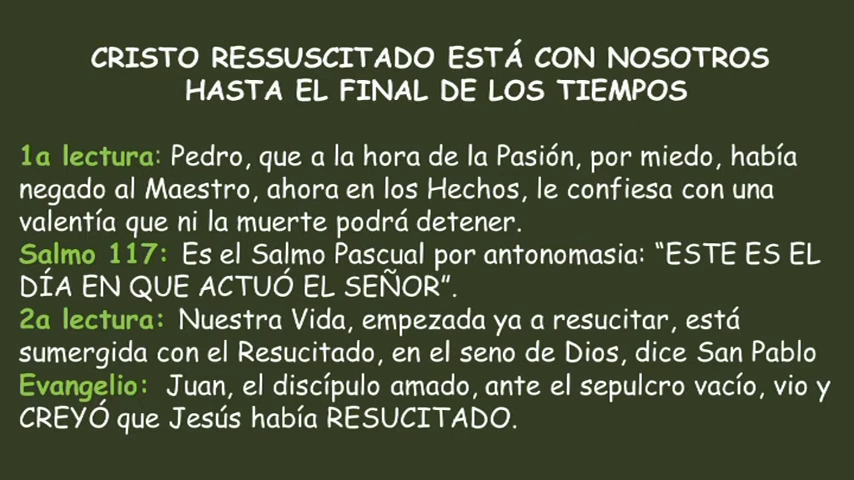 CRISTO RESSUSCITADO ESTÁ CON NOSOTROS
HASTA EL FINAL DE LOS TIEMPOS
1a lectura: Pedro, que a la hora de la Pasión, por miedo, había
negado al Maestro, ahora en los Hechos, le confiesa con una
valentía que ni la muerte podrá detener.
Salmo 117: Es el Salmo Pascual por antonomasia: “ESTE ES EL
DÍA EN QUE ACTUÓ EL SEÑOR”.
2a lectura: Nuestra Vida, empezada ya a resucitar, está
sumergida con el Resucitado, en el seno de Dios, dice San Pablo
Evangelio: Juan, el discípulo amado, ante el sepulcro vacío, vio y
CREYÓ que Jesús había RESUCITADO.